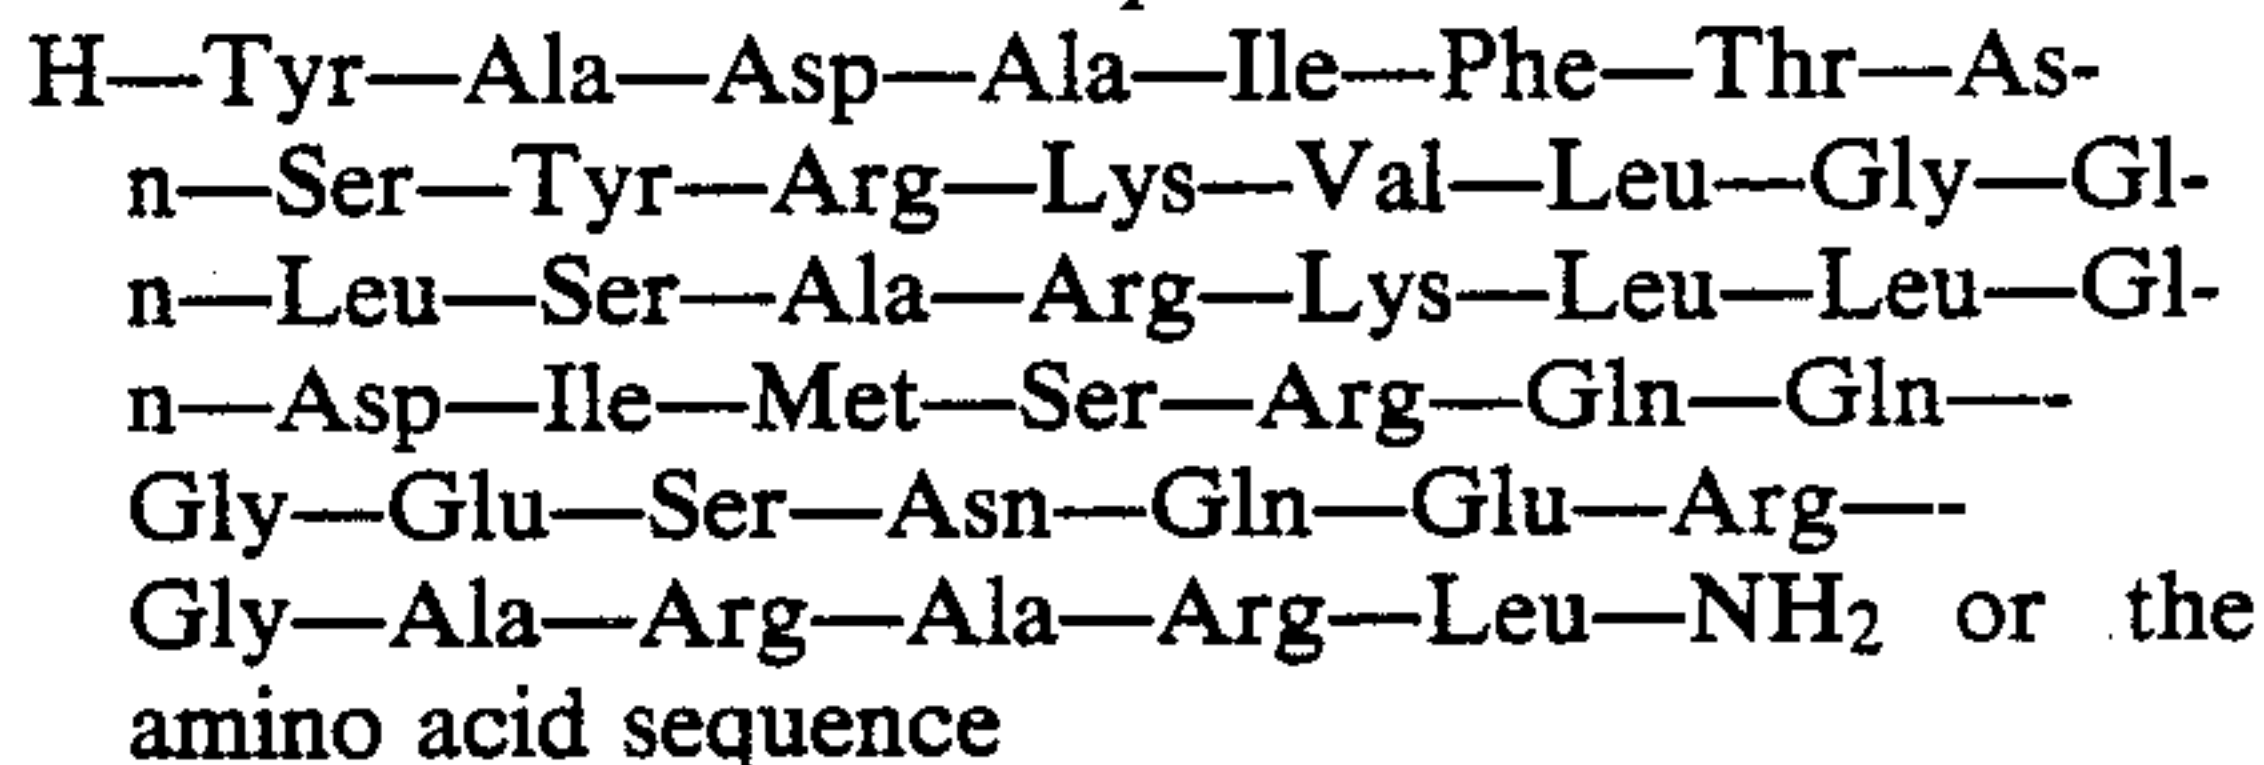 H—Tyr—Ala—Asp—Ala—Ile—Phe—Thr—As-
n—Ser—Tyr—Arg—Lys—Val—Leu—Gly—Gl-
n—Leu—Ser—Ala—Arg—Lys—Leu—Leu—Gl-
n—Asp—Ile—Met—Ser—Arg—Gln—Gln—-
Gly—Glu—Ser—Asn—Gln—Glu—Arg—-
Gly—Ala—Arg—Ala—Arg—Leu—NH₂ or the
amino acid sequence